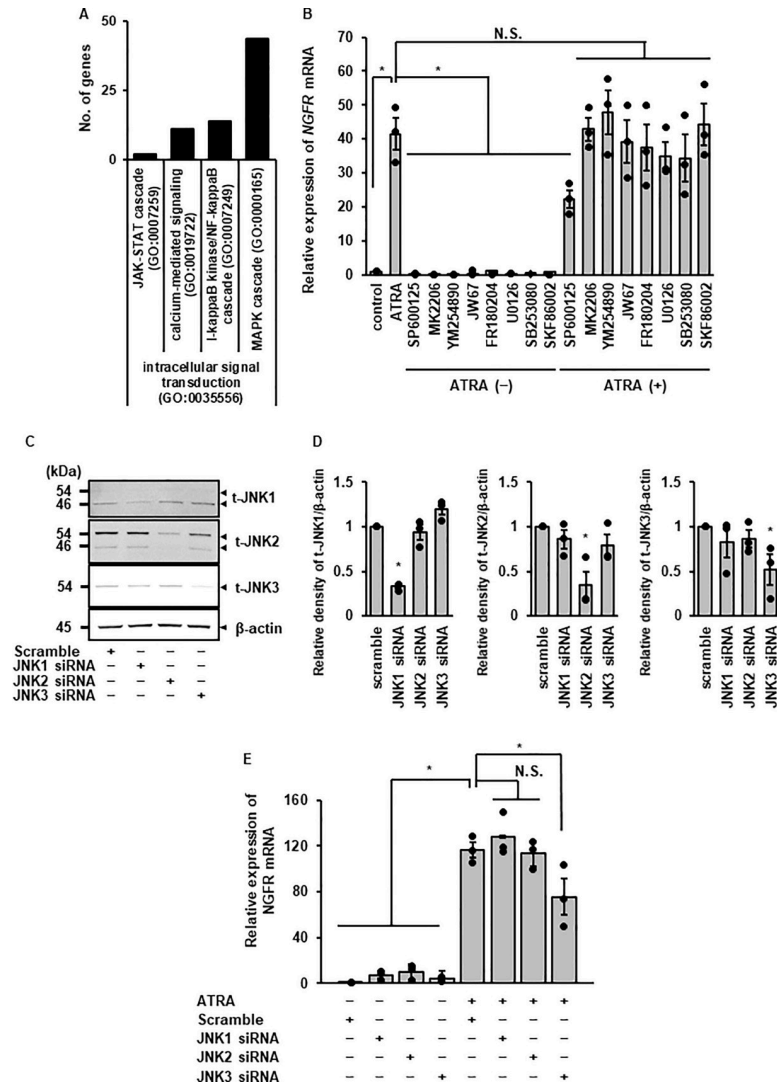 A
No. of genes
50
25
0
JAK-STAT cascade
(GO:0007259)
calcium-mediated signaling
(GO:0019722)
I-kappaB kinase/NF-kappaB
cascade (GO:0007249)
MAPK cascade (GO:0000165)
intracellular signal
transduction
(GO:0035556)
B
N.S.
*
*
Relative expression of NGFR mRNA
70
60
50
40
30
20
10
0
control
ATRA
SP600125
MK2206
YM254890
JW67
FR180204
U0126
SB253080
SKF86002
SP600125
MK2206
YM254890
JW67
FR180204
U0126
SB253080
SKF86002
ATRA (–)
ATRA (+)
C
(kDa)
54
46
t-JNK1
54
46
t-JNK2
54
t-JNK3
45
β-actin
Scramble + – – –
JNK1 siRNA – + – –
JNK2 siRNA – – + –
JNK3 siRNA – – – +
D
Relative density of t-JNK1/β-actin
1.5
1
0.5
0
*
scramble
JNK1 siRNA
JNK2 siRNA
JNK3 siRNA
Relative density of t-JNK2/β-actin
1.5
1
0.5
0
*
scramble
JNK1 siRNA
JNK2 siRNA
JNK3 siRNA
Relative density of t-JNK3/β-actin
1.5
1
0.5
0
*
scramble
JNK1 siRNA
JNK2 siRNA
JNK3 siRNA
E
*
*
N.S.
Relative expression of
NGFR mRNA
160
120
80
40
0
ATRA – – – – + + + +
Scramble + – – – + – – –
JNK1 siRNA – + – – – + – –
JNK2 siRNA – – + – – – + –
JNK3 siRNA – – – + – – – +